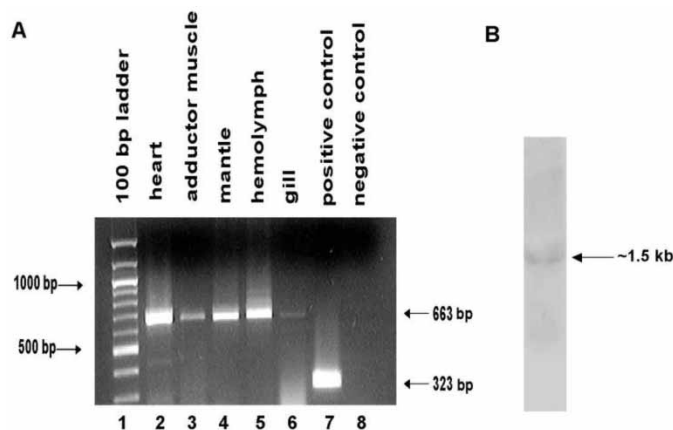 A
B
100 bp ladder
heart
adductor muscle
mantle
hemolymph
gill
positive control
negative control
1000 bp
500 bp
663 bp
323 bp
~1.5 kb
1 2 3 4 5 6 7 8